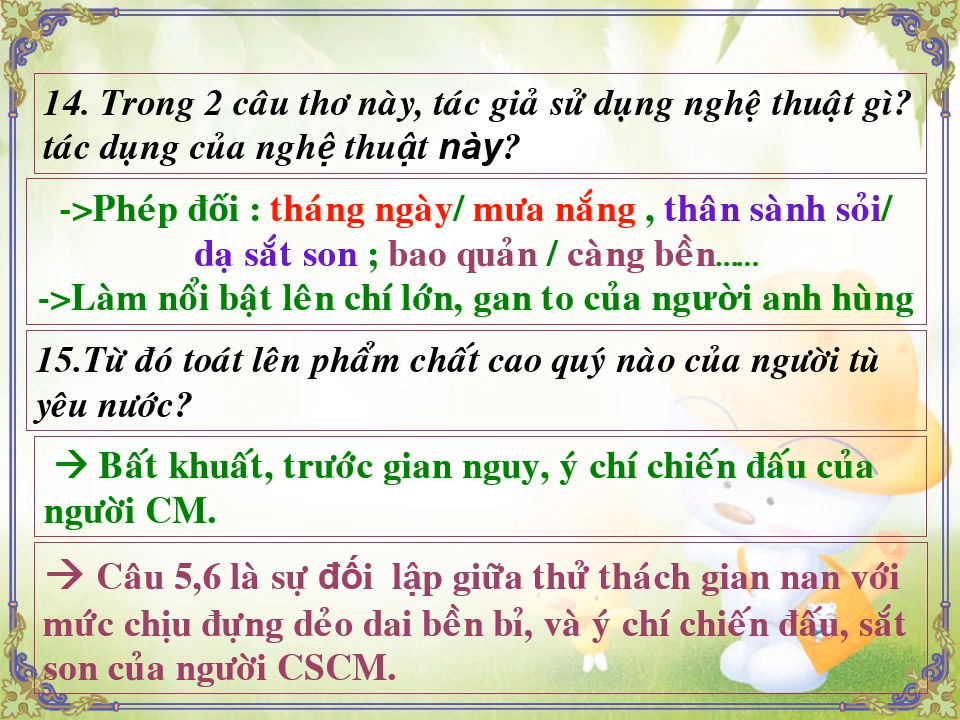 14. Trong 2 câu thơ này, tác giả sử dụng nghệ thuật gì?
tác dụng của nghệ thuật này?
->Phép đối : tháng ngày/ mưa nắng , thân sành sỏi/
dạ sắt son ; bao quản / càng bền......
->Làm nổi bật lên chí lớn, gan to của người anh hùng
15.Từ đó toát lên phẩm chất cao quý nào của người tù
yêu nước?
→ Bất khuất, trước gian nguy, ý chí chiến đấu của
người CM.
→ Câu 5,6 là sự đối lập giữa thử thách gian nan với
mức chịu đựng dẻo dai bền bỉ, và ý chí chiến đấu, sắt
son của người CSCM.